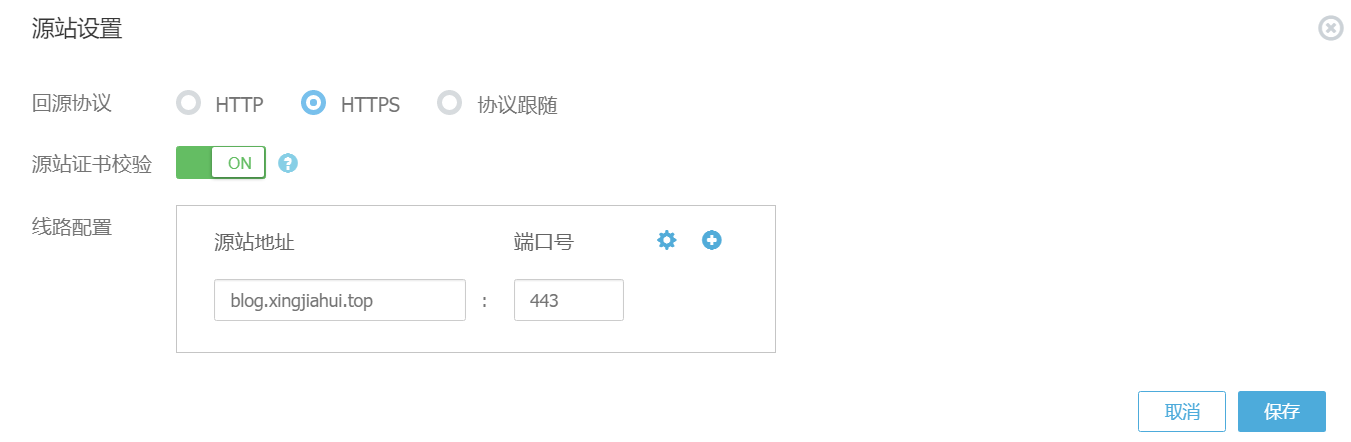 源站设置
回源协议 HTTP HTTPS 协议跟随
源站证书校验 ON ?
线路配置
源站地址 端口号
blog.xingjiahui.top : 443
取消 保存